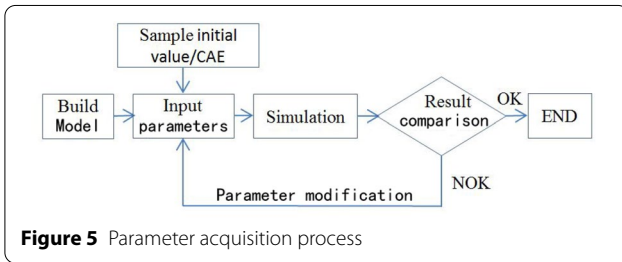 Sample initial
value/CAE
Build
Model
Input
parameters
Simulation
Result
comparison
OK
END
NOK
Parameter modification
Figure 5 Parameter acquisition process